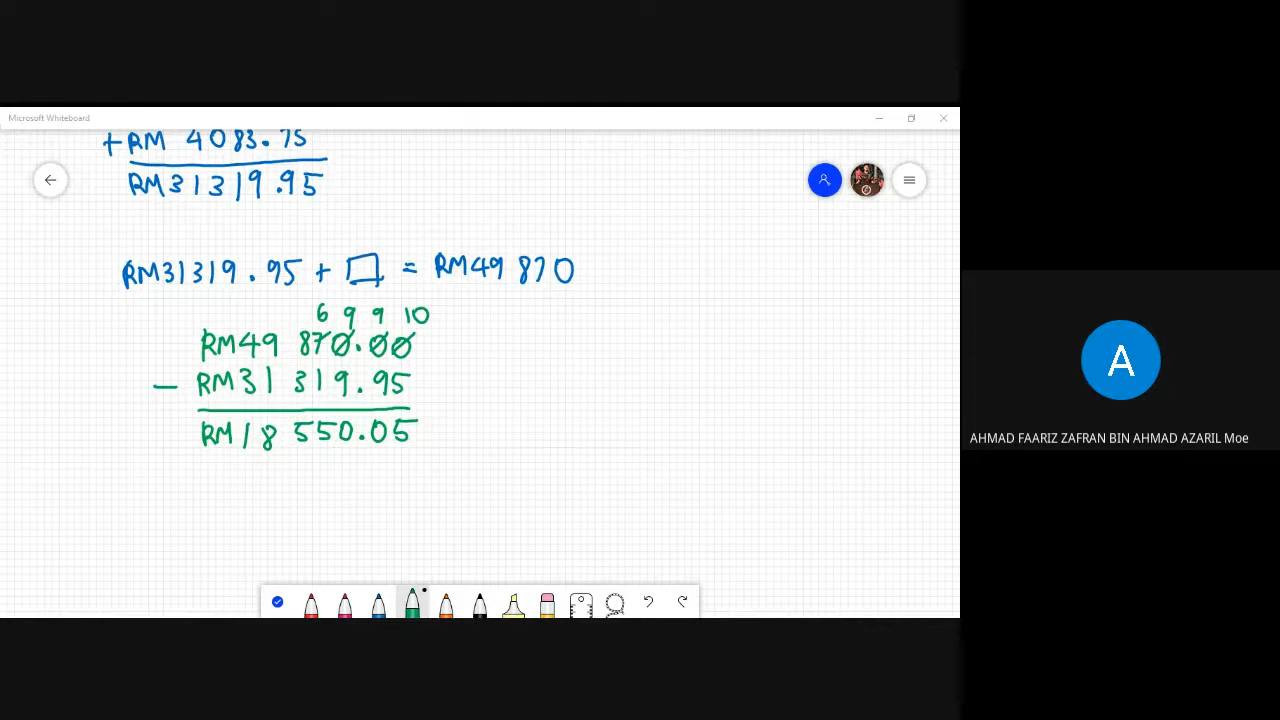 Microsoft Whiteboard
+RM 4083.75
RM31319.95
RM31319.95 + □ = RM49 870
6 9 9 10
RM49 870.00
- RM31 319.95
RM18 550.05
A
AHMAD FAARIZ ZAFRAN BIN AHMAD AZARIL Moe